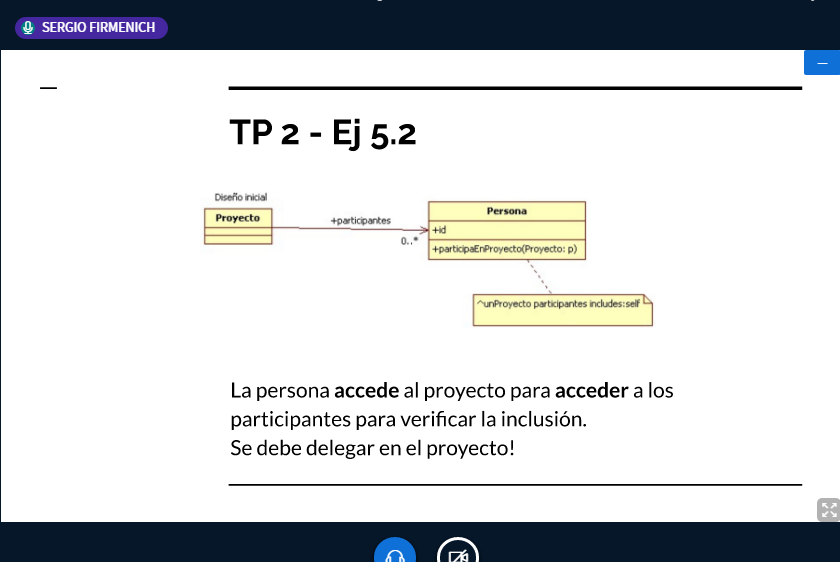 SERGIO FIRMENICH
TP 2 - Ej 5.2
Diseño inicial
Proyecto
+participantes
0..*
Persona
+id
+participaEnProyecto(Proyecto: p)
^unProyecto participantes includes:self
La persona accede al proyecto para acceder a los
participantes para verificar la inclusión.
Se debe delegar en el proyecto!